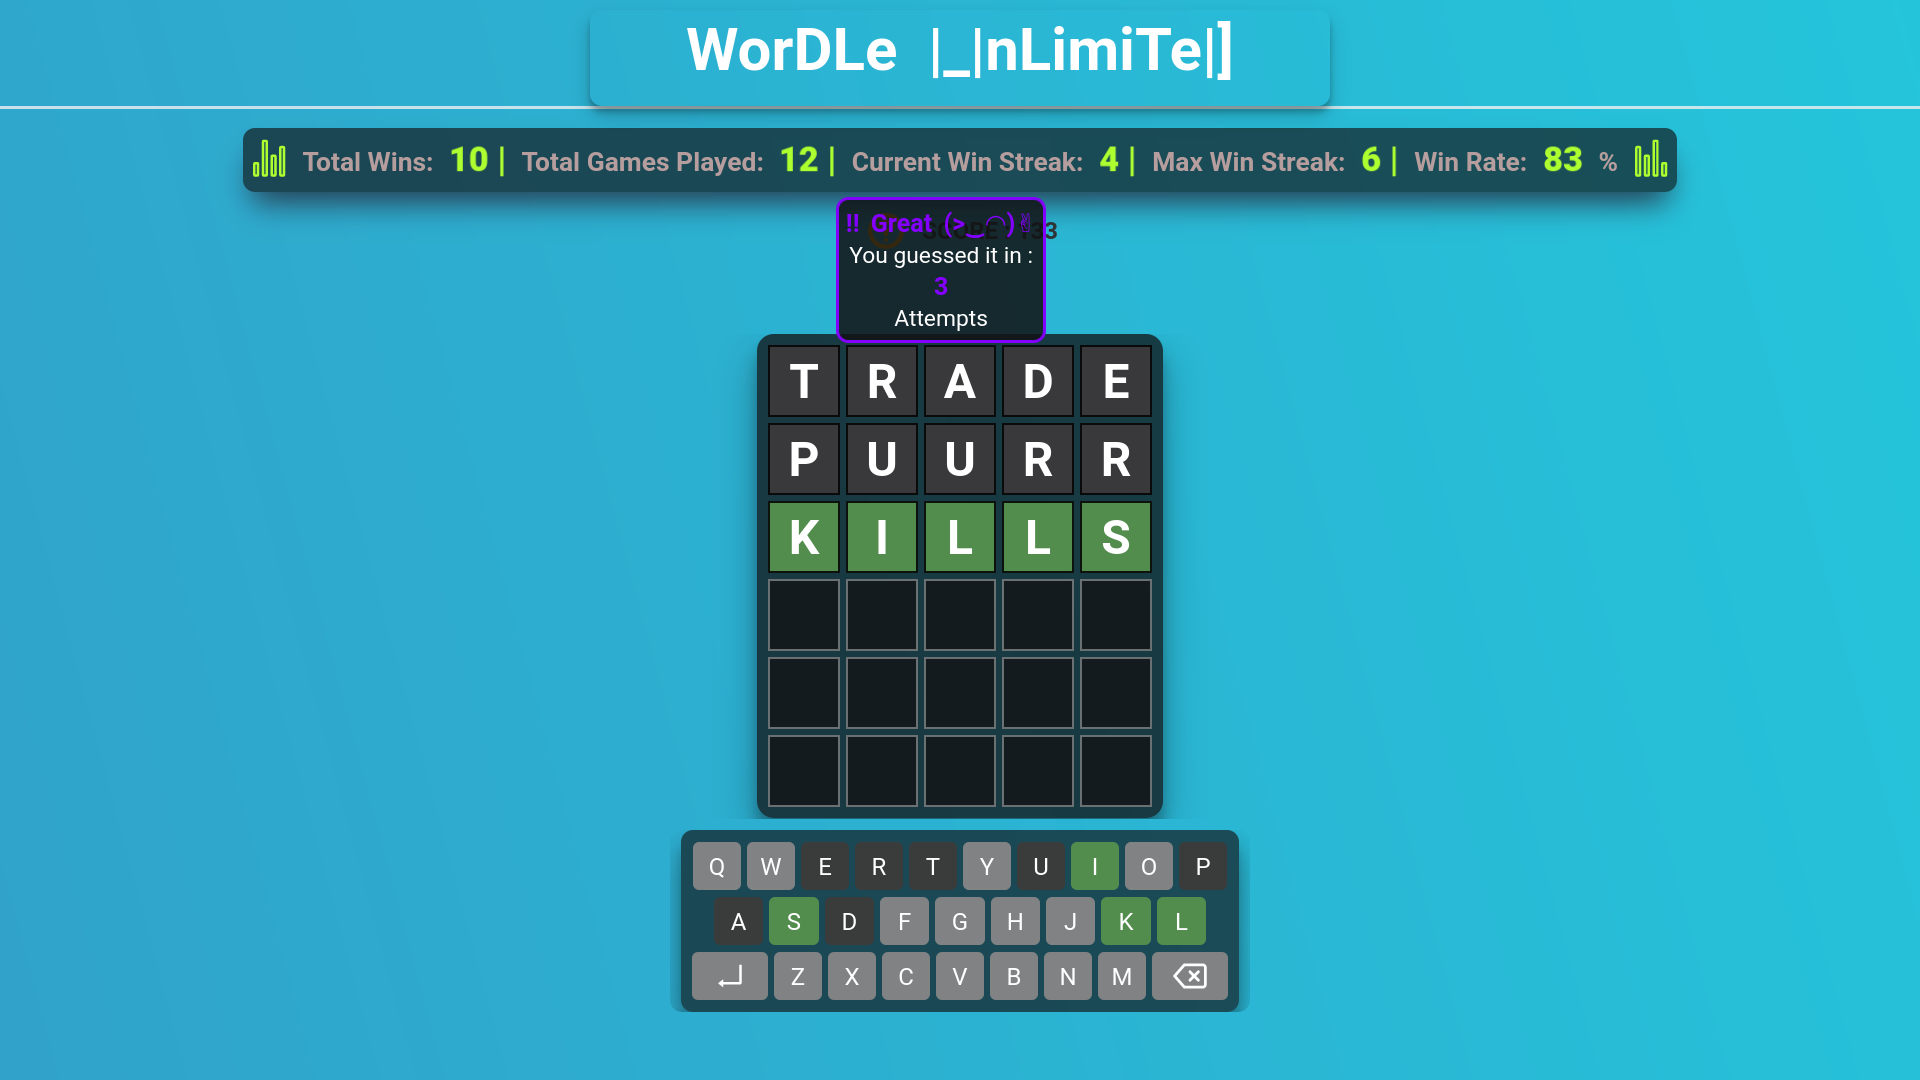 WorDLe |_|nLimiTe|]
Total Wins: 10 | Total Games Played: 12 | Current Win Streak: 4 | Max Win Streak: 6 | Win Rate: 83 %
!! Great (>‿◠)✌
You guessed it in :
3
Attempts
T R A D E
P U U R R
K I L L S
Q W E R T Y U I O P
A S D F G H J K L
Z X C V B N M